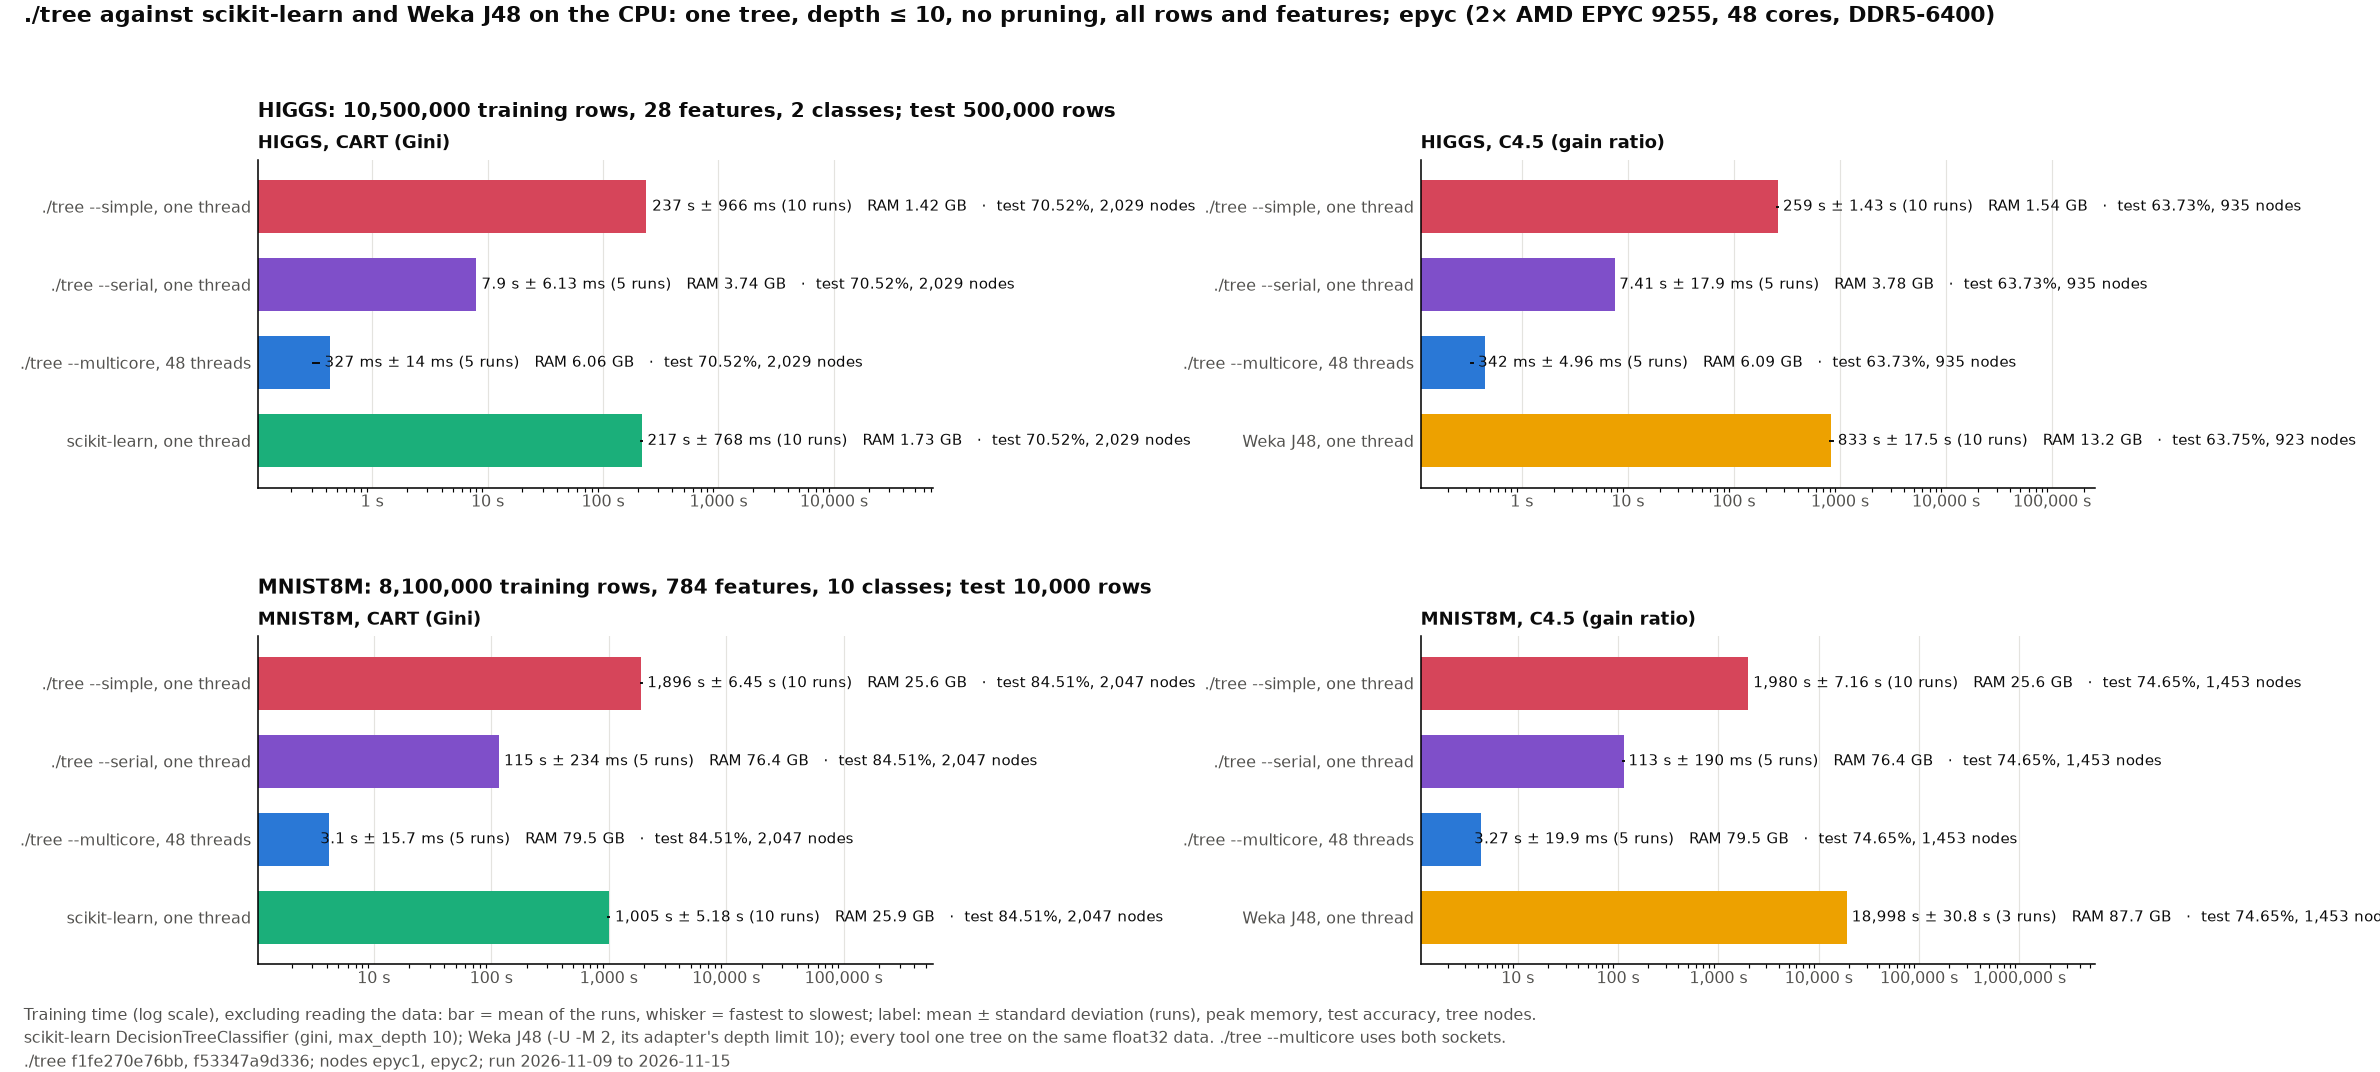 ./tree against scikit-learn and Weka J48 on the CPU: one tree, depth ≤ 10, no pruning, all rows and features; epyc (2× AMD EPYC 9255, 48 cores, DDR5-6400)
HIGGS: 10,500,000 training rows, 28 features, 2 classes; test 500,000 rows
HIGGS, CART (Gini)
./tree --simple, one thread
237 s ± 966 ms (10 runs)   RAM 1.42 GB   ·   test 70.52%, 2,029 nodes
./tree --serial, one thread
7.9 s ± 6.13 ms (5 runs)   RAM 3.74 GB   ·   test 70.52%, 2,029 nodes
./tree --multicore, 48 threads
327 ms ± 14 ms (5 runs)   RAM 6.06 GB   ·   test 70.52%, 2,029 nodes
scikit-learn, one thread
217 s ± 768 ms (10 runs)   RAM 1.73 GB   ·   test 70.52%, 2,029 nodes
1 s   10 s   100 s   1,000 s   10,000 s
HIGGS, C4.5 (gain ratio)
./tree --simple, one thread
259 s ± 1.43 s (10 runs)   RAM 1.54 GB   ·   test 63.73%, 935 nodes
./tree --serial, one thread
7.41 s ± 17.9 ms (5 runs)   RAM 3.78 GB   ·   test 63.73%, 935 nodes
./tree --multicore, 48 threads
342 ms ± 4.96 ms (5 runs)   RAM 6.09 GB   ·   test 63.73%, 935 nodes
Weka J48, one thread
833 s ± 17.5 s (10 runs)   RAM 13.2 GB   ·   test 63.75%, 923 nodes
1 s   10 s   100 s   1,000 s   10,000 s   100,000 s
MNIST8M: 8,100,000 training rows, 784 features, 10 classes; test 10,000 rows
MNIST8M, CART (Gini)
./tree --simple, one thread
1,896 s ± 6.45 s (10 runs)   RAM 25.6 GB   ·   test 84.51%, 2,047 nodes
./tree --serial, one thread
115 s ± 234 ms (5 runs)   RAM 76.4 GB   ·   test 84.51%, 2,047 nodes
./tree --multicore, 48 threads
3.1 s ± 15.7 ms (5 runs)   RAM 79.5 GB   ·   test 84.51%, 2,047 nodes
scikit-learn, one thread
1,005 s ± 5.18 s (10 runs)   RAM 25.9 GB   ·   test 84.51%, 2,047 nodes
10 s   100 s   1,000 s   10,000 s   100,000 s
MNIST8M, C4.5 (gain ratio)
./tree --simple, one thread
1,980 s ± 7.16 s (10 runs)   RAM 25.6 GB   ·   test 74.65%, 1,453 nodes
./tree --serial, one thread
113 s ± 190 ms (5 runs)   RAM 76.4 GB   ·   test 74.65%, 1,453 nodes
./tree --multicore, 48 threads
3.27 s ± 19.9 ms (5 runs)   RAM 79.5 GB   ·   test 74.65%, 1,453 nodes
Weka J48, one thread
18,998 s ± 30.8 s (3 runs)   RAM 87.7 GB   ·   test 74.65%, 1,453
10 s   100 s   1,000 s   10,000 s   100,000 s   1,000,000 s
Training time (log scale), excluding reading the data: bar = mean of the runs, whisker = fastest to slowest; label: mean ± standard deviation (runs), peak memory, test accuracy, tree nodes.
scikit-learn DecisionTreeClassifier (gini, max_depth 10); Weka J48 (-U -M 2, its adapter's depth limit 10); every tool one tree on the same float32 data. ./tree --multicore uses both sockets.
./tree f1fe270e76bb, f53347a9d336; nodes epyc1, epyc2; run 2026-11-09 to 2026-11-15